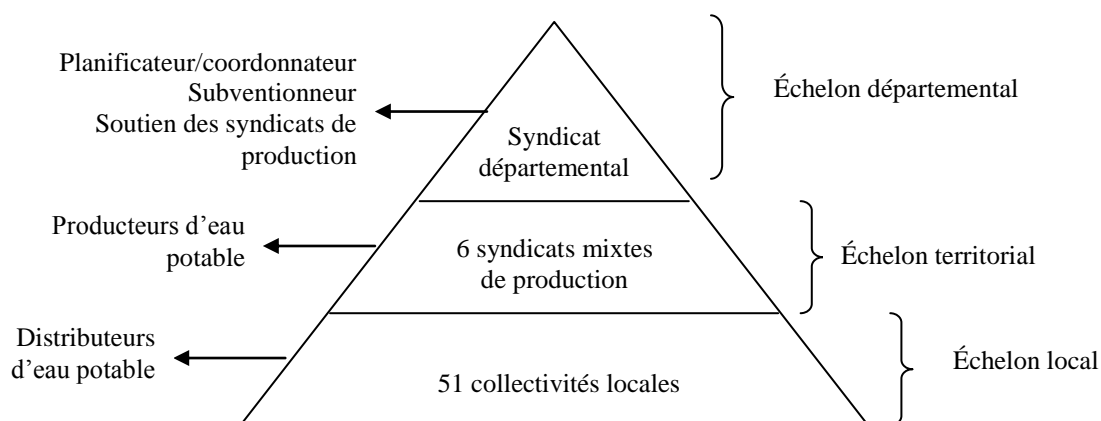 Planificateur/coordonnateur
Subventionneur
Soutien des syndicats de
production
Syndicat
départemental
Échelon départemental
Producteurs d’eau
potable
6 syndicats mixtes
de production
Échelon territorial
Distributeurs
d’eau potable
51 collectivités locales
Échelon local